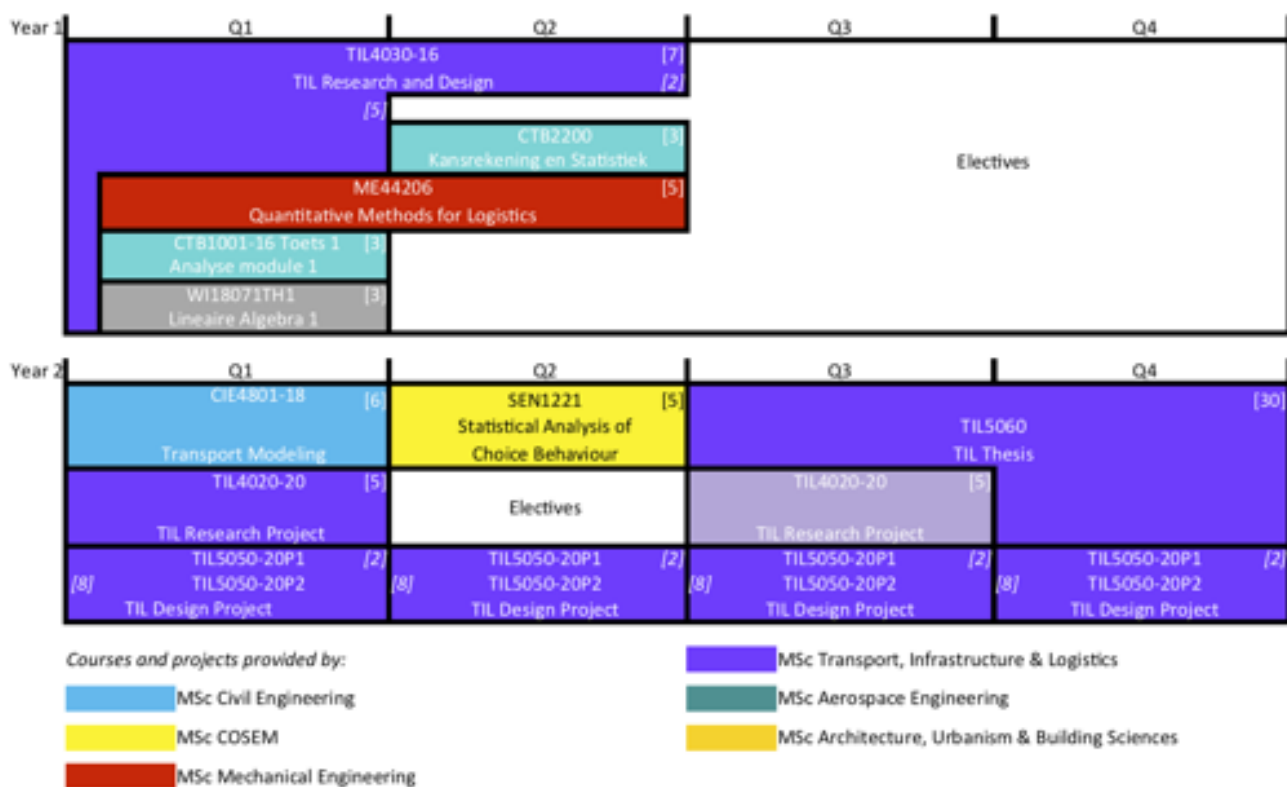 Year 1 Q1 Q2 Q3 Q4
TIL4030-16 [7]
TIL Research and Design [2]
[5]
CTB2200 [3]
Kansrekening en Statistiek
Electives
ME44206 [5]
Quantitative Methods for Logistics
CTB1001-16 Toets 1 [3]
Analyse module 1
WI18071TH1 [3]
Lineaire Algebra 1
Year 2 Q1 Q2 Q3 Q4
CIE4801-18 [6]
Transport Modeling
SEN1221 [5]
Statistical Analysis of
Choice Behaviour
[30]
TIL5060
TIL Thesis
TIL4020-20 [5]
TIL Research Project
Electives
TIL4020-20 [5]
TIL Research Project
TIL5050-20P1 [2]
[8] TIL5050-20P2
TIL Design Project
TIL5050-20P1 [2]
[8] TIL5050-20P2
TIL Design Project
TIL5050-20P1 [2]
[8] TIL5050-20P2
TIL Design Project
TIL5050-20P1 [2]
[8] TIL5050-20P2
TIL Design Project
Courses and projects provided by:
MSc Civil Engineering
MSc COSEM
MSc Mechanical Engineering
MSc Transport, Infrastructure & Logistics
MSc Aerospace Engineering
MSc Architecture, Urbanism & Building Sciences